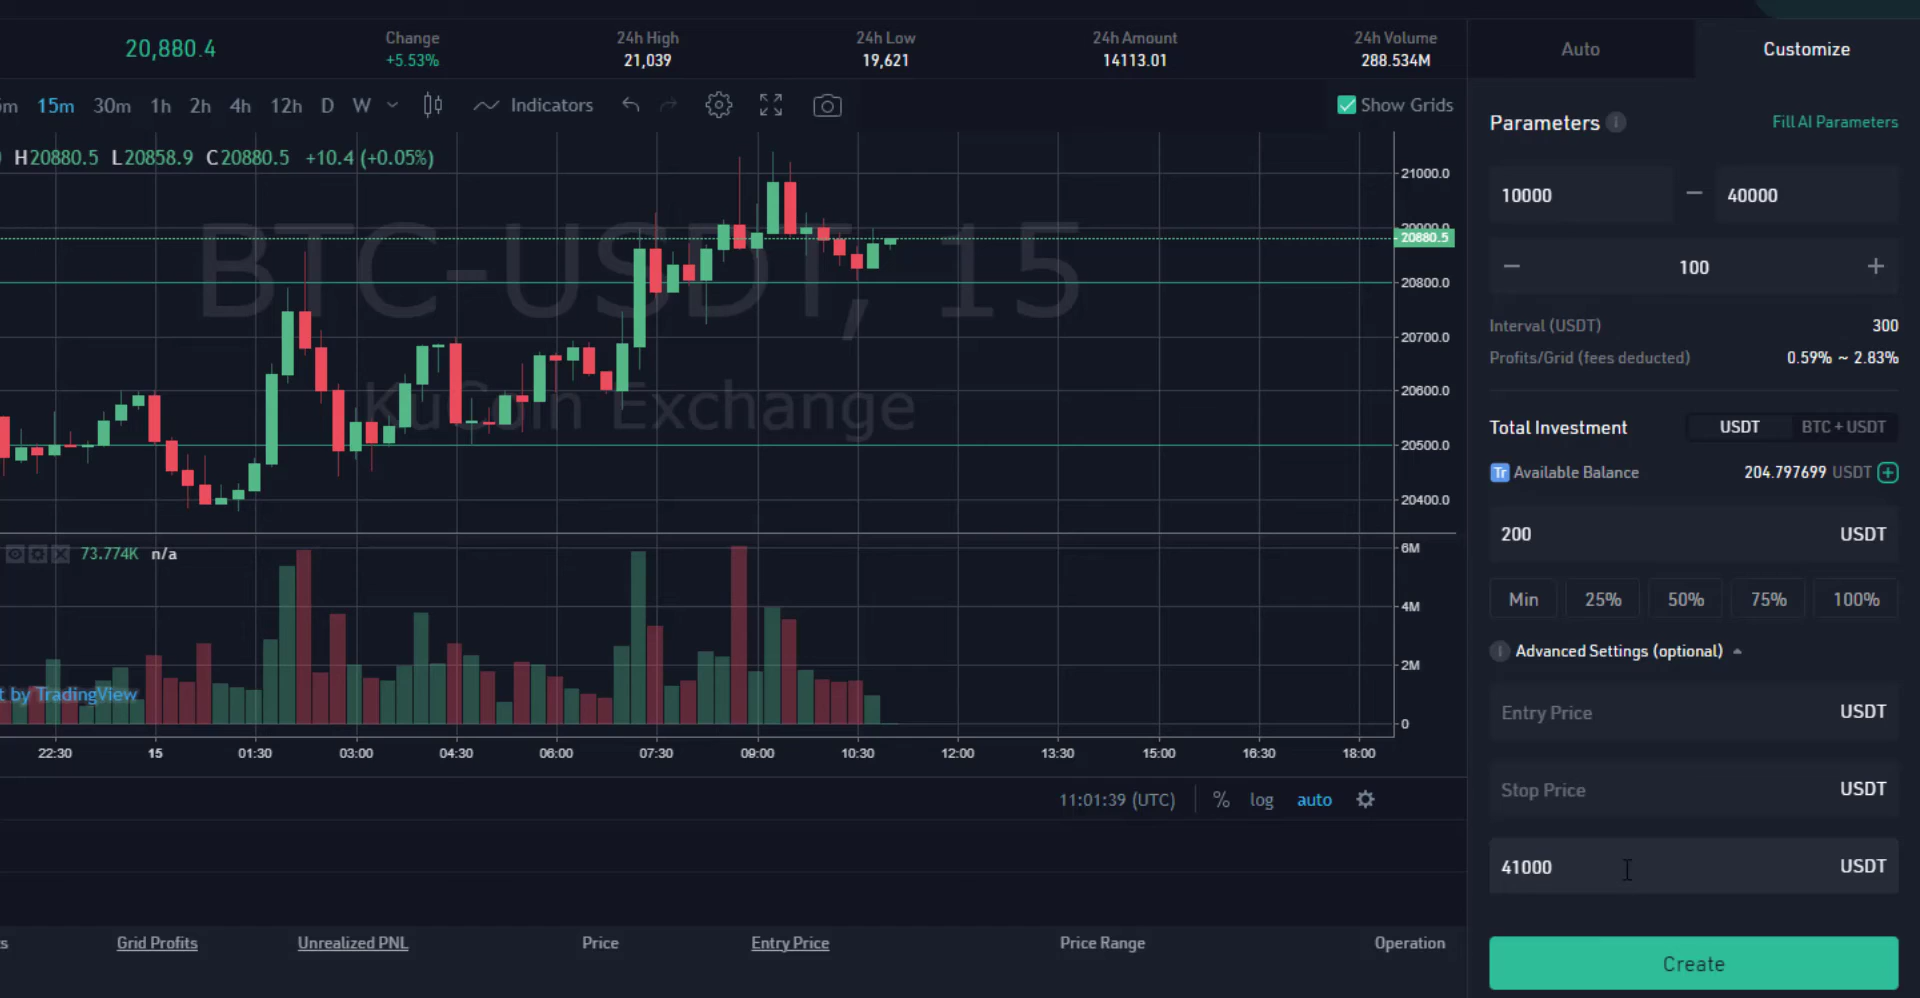 20,880.4
Change
+5.53%
24h High
21,039
24h Low
19,621
24h Amount
14113.01
24h Volume
288.534M
Auto
Customize
15m 30m 1h 2h 4h 12h D W Indicators
Show Grids
H20880.5 L20858.9 C20880.5 +10.4 (+0.05%)
BTC-USDT, 15
KuCoin Exchange
21000.0
20880.5
20800.0
20700.0
20600.0
20500.0
20400.0
73.774K n/a
6M
4M
2M
0
t by TradingView
22:30 15 01:30 03:00 04:30 06:00 07:30 09:00 10:30 12:00 13:30 15:00 16:30 18:00
11:01:39 (UTC) % log auto
s Grid Profits Unrealized PNL Price Entry Price Price Range Operation
Parameters
Fill AI Parameters
10000 — 40000
− 100 +
Interval (USDT) 300
Profits/Grid (fees deducted) 0.59% ~ 2.83%
Total Investment USDT BTC + USDT
Tr Available Balance 204.797699 USDT
200 USDT
Min 25% 50% 75% 100%
Advanced Settings (optional)
Entry Price USDT
Stop Price USDT
41000 USDT
Create